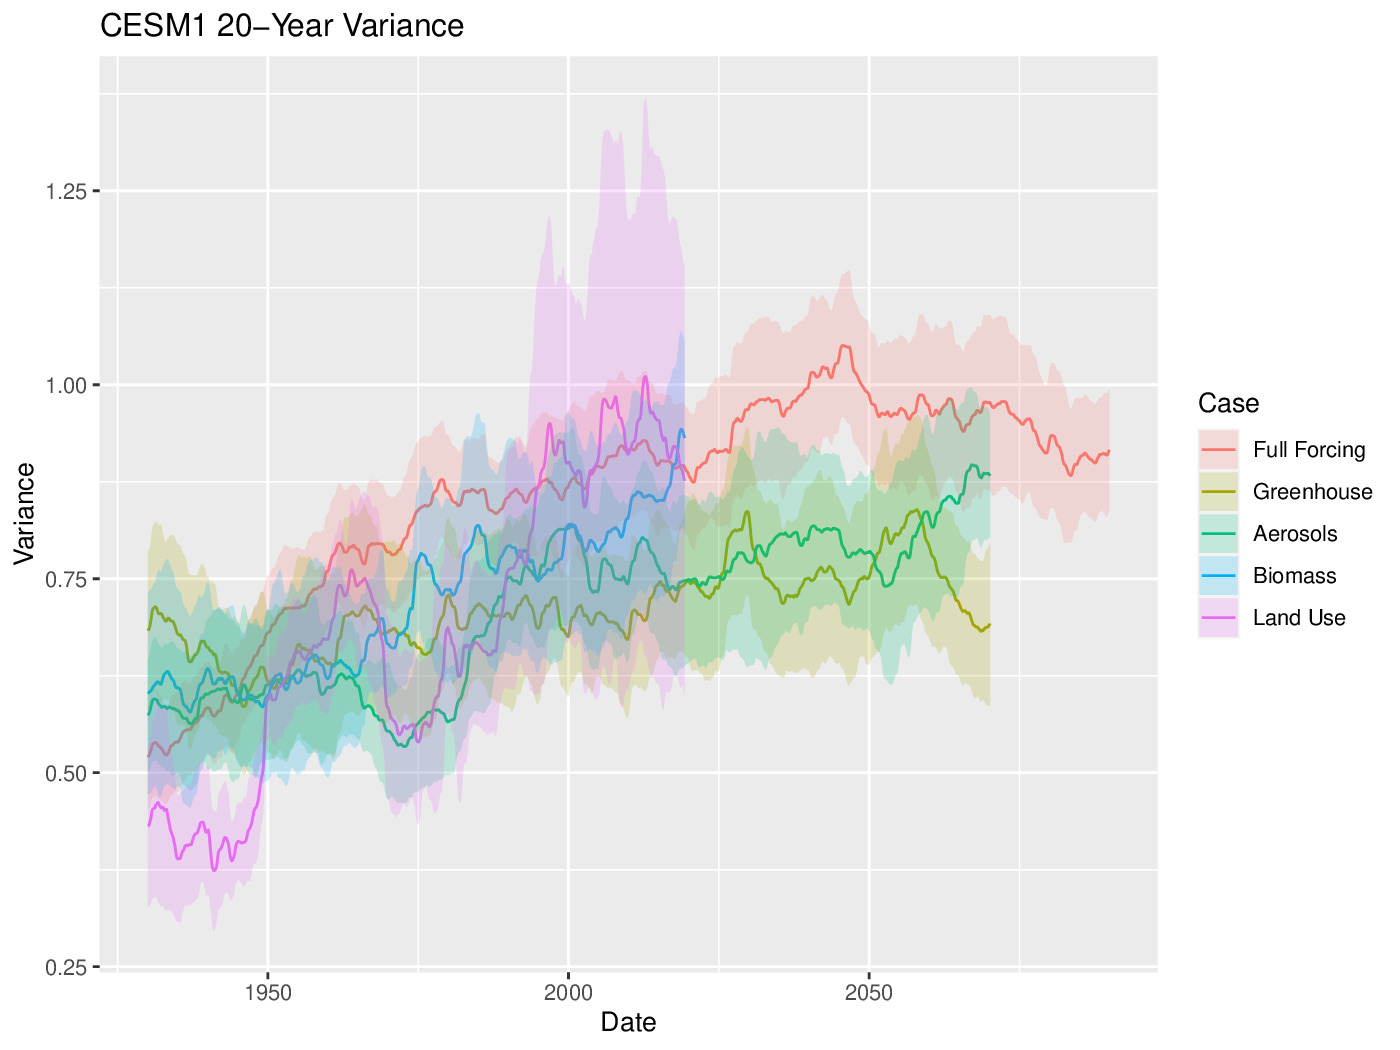 CESM1 20−Year Variance
Variance
1.25
1.00
0.75
0.50
0.25
1950
2000
2050
Date
Case
Full Forcing
Greenhouse
Aerosols
Biomass
Land Use